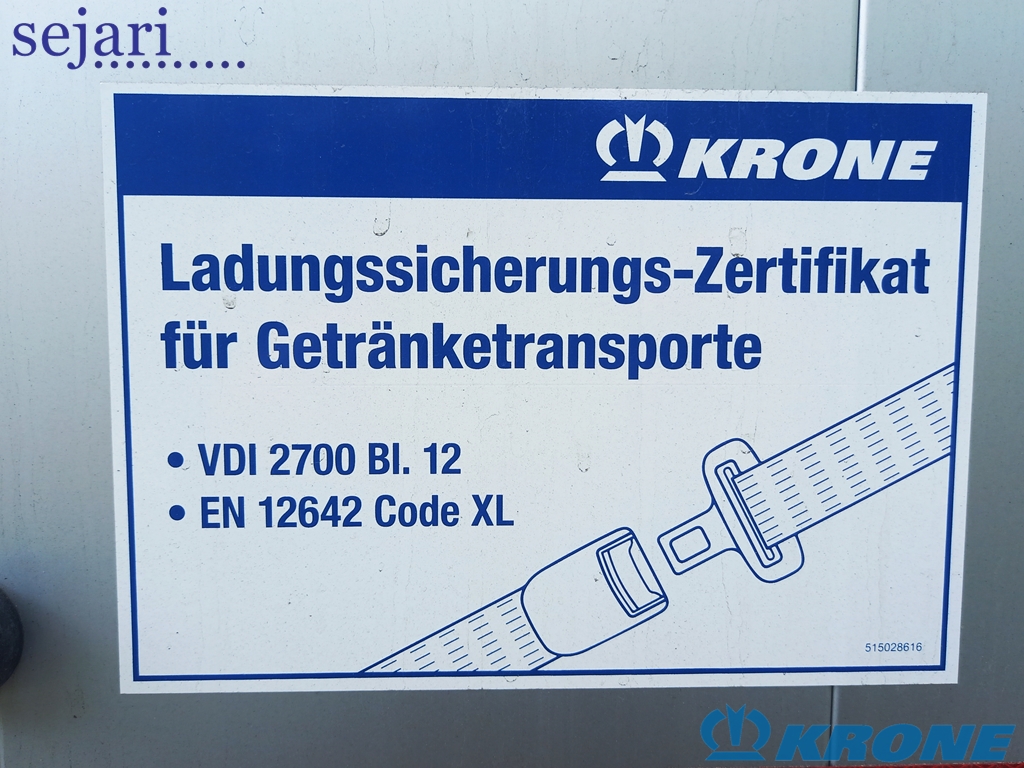 sejari..........
KRONE
Ladungssicherungs-Zertifikat
für Getränketransporte
• VDI 2700 Bl. 12
• EN 12642 Code XL
515028616
KRONE